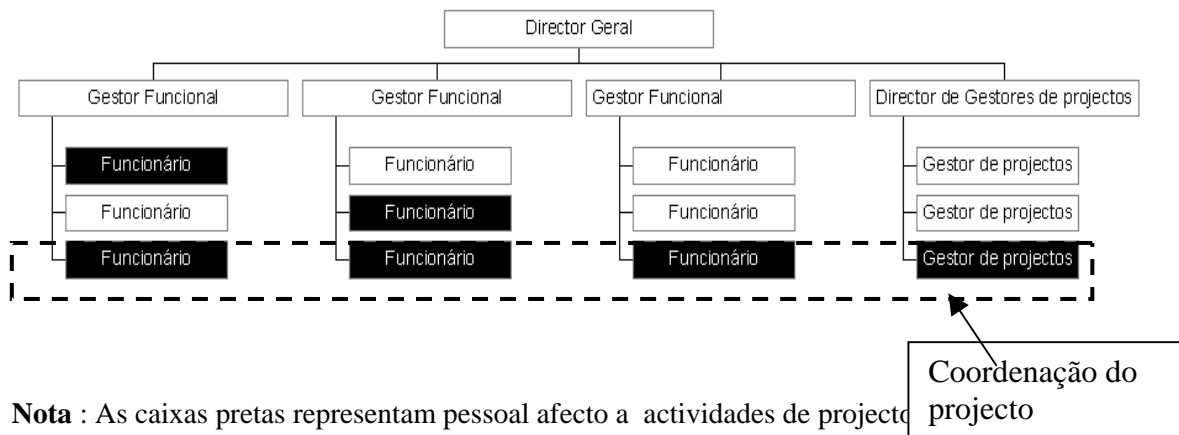 Director Geral
Gestor Funcional Gestor Funcional Gestor Funcional Director de Gestores de projectos
Funcionário Funcionário Funcionário Gestor de projectos
Funcionário Funcionário Funcionário Gestor de projectos
Funcionário Funcionário Funcionário Gestor de projectos
Coordenação do
projecto
Nota : As caixas pretas representam pessoal afecto a actividades de projecto